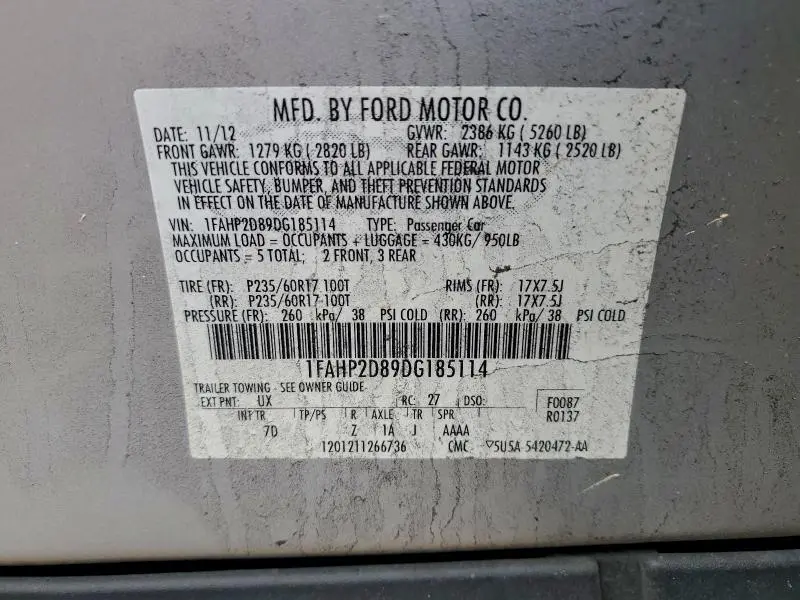 MFD. BY FORD MOTOR CO.
DATE: 11/12 GVWR: 2386 KG ( 5260 LB)
FRONT GAWR: 1279 KG ( 2820 LB) REAR GAWR: 1143 KG ( 2520 LB)
THIS VEHICLE CONFORMS TO ALL APPLICABLE FEDERAL MOTOR
VEHICLE SAFETY, BUMPER, AND THEFT PREVENTION STANDARDS
IN EFFECT ON THE DATE OF MANUFACTURE SHOWN ABOVE.
VIN: 1FAHP2D89DG185114 TYPE: Passenger Car
MAXIMUM LOAD = OCCUPANTS + LUGGAGE = 430KG/ 950LB
OCCUPANTS = 5 TOTAL; 2 FRONT, 3 REAR
TIRE (FR): P235/60R17 100T RIMS (FR): 17X7.5J
(RR): P235/60R17 100T (RR): 17X7.5J
PRESSURE (FR): 260 kPa/ 38 PSI COLD (RR): 260 kPa/ 38 PSI COLD
1FAHP2D89DG185114
TRAILER TOWING - SEE OWNER GUIDE
EXT PNT: UX RC: 27 DSO: F0087
INT TR TP/PS R AXLE TR SPR R0137
7D Z 1A J AAAA
1201211266736 CMC ▽5U5A 5420472-AA